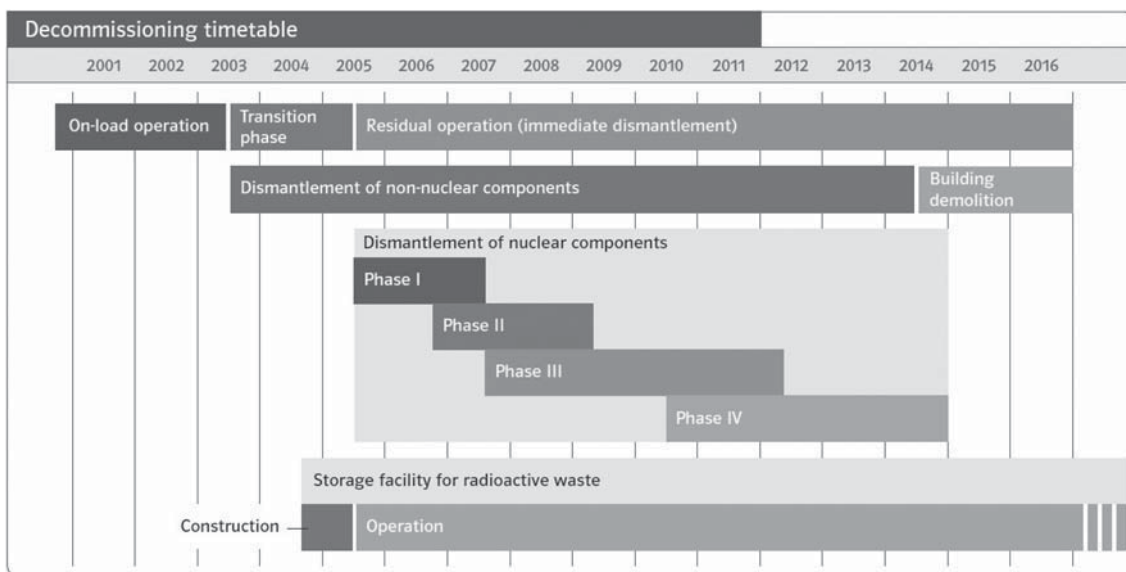 Decommissioning timetable
2001 2002 2003 2004 2005 2006 2007 2008 2009 2010 2011 2012 2013 2014 2015 2016
On-load operation
Transition
phase
Residual operation (immediate dismantlement)
Dismantlement of non-nuclear components
Building
demolition
Dismantlement of nuclear components
Phase I
Phase II
Phase III
Phase IV
Storage facility for radioactive waste
Construction
Operation